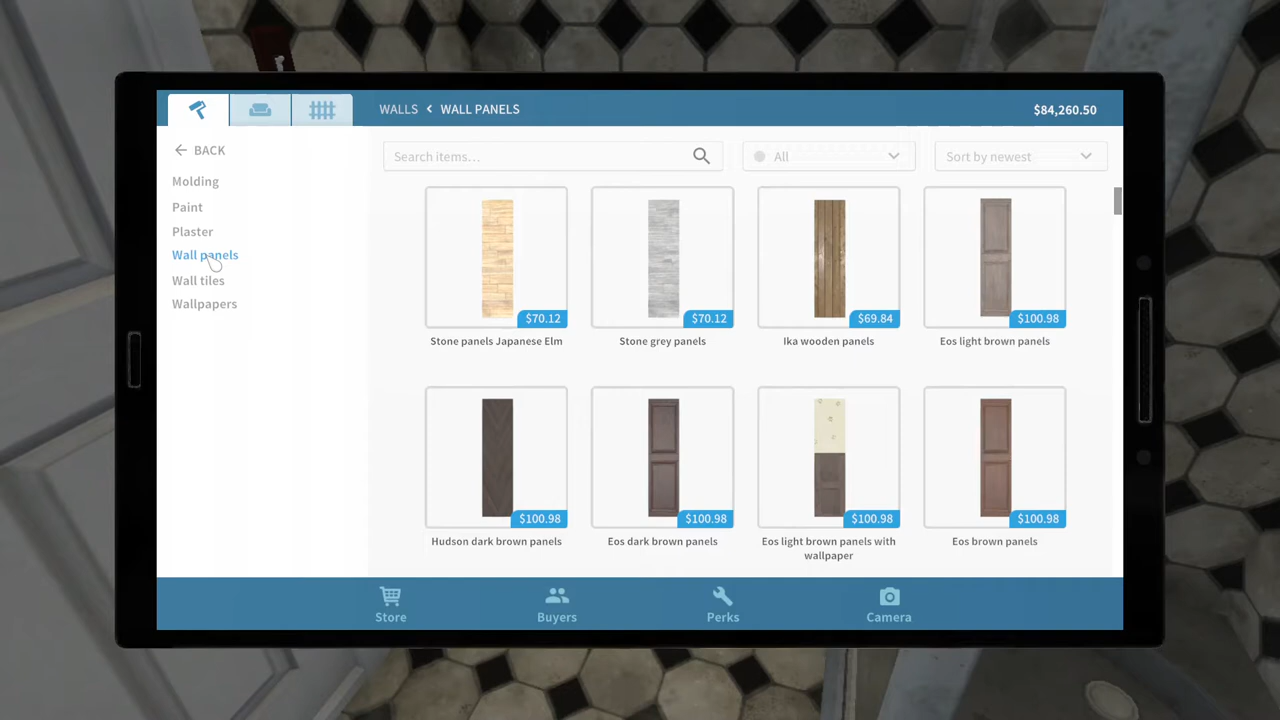 WALLS < WALL PANELS
$84,260.50
BACK
Search items...
All
Sort by newest
Molding
Paint
Plaster
Wall panels
Wall tiles
Wallpapers
$70.12
$70.12
$69.84
$100.98
Stone panels Japanese Elm
Stone grey panels
Ika wooden panels
Eos light brown panels
$100.98
$100.98
$100.98
$100.98
Hudson dark brown panels
Eos dark brown panels
Eos light brown panels with
wallpaper
Eos brown panels
Store
Buyers
Perks
Camera